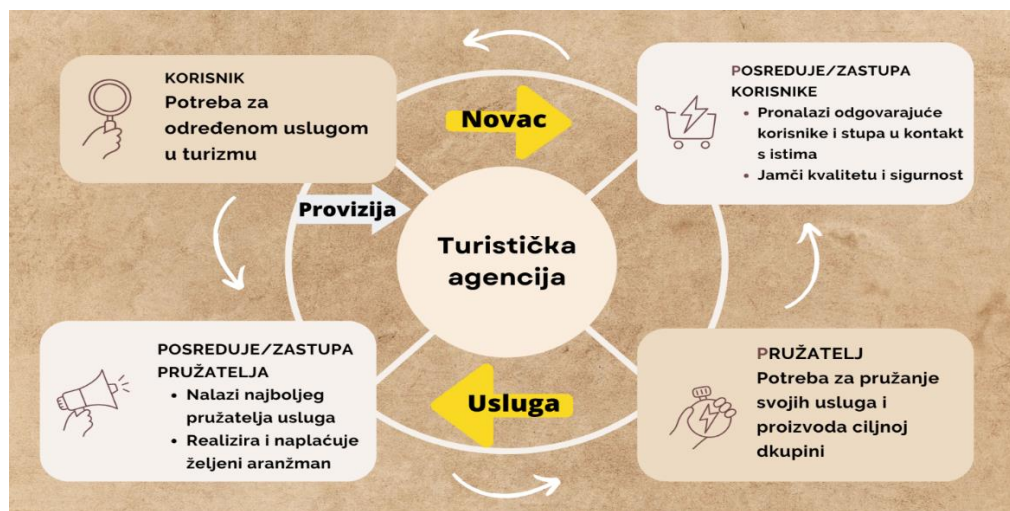 KORISNIK
Potreba za
određenom uslugom
u turizmu
Novac
POSREDUJE/ZASTUPA
KORISNIKE
• Pronalazi odgovarajuće
korisnike i stupa u kontakt
s istima
• Jamči kvalitetu i sigurnost
Provizija
Turistička
agencija
POSREDUJE/ZASTUPA
PRUŽATELJA
• Nalazi najboljeg
pružatelja usluga
• Realizira i naplaćuje
željeni aranžman
Usluga
PRUŽATELJ
Potreba za pružanje
svojih usluga i
proizvoda ciljnoj
dkupini